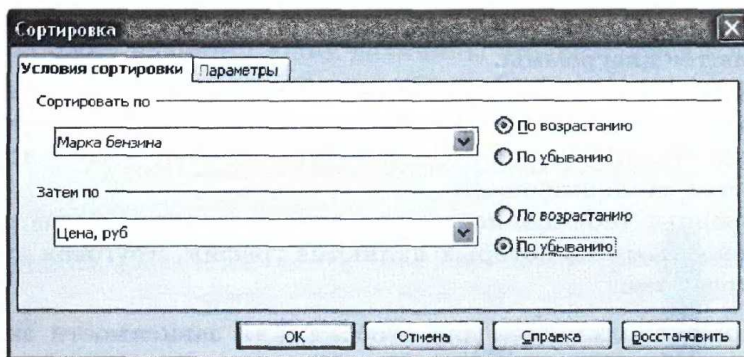 Сортировка
Условия сортировки Параметры
Сортировать по
Марка бензина
По возрастанию
По убыванию
Затем по
Цена, руб
По возрастанию
По убыванию
ОК Отмена Справка Восстановить